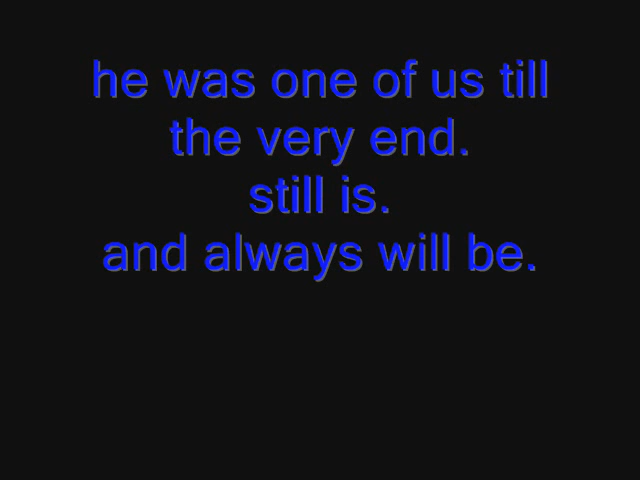 he was one of us till
the very end.
still is.
and always will be.